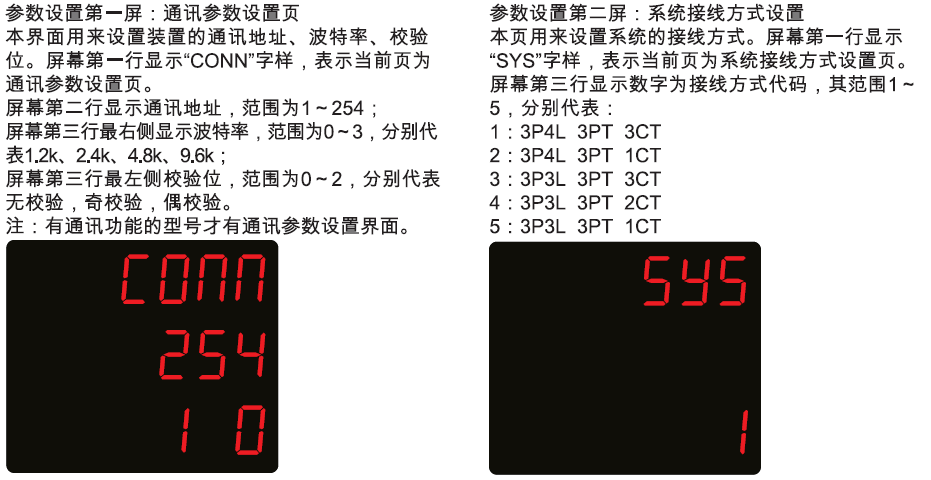 参数设置第一屏：通讯参数设置页
本界面用来设置装置的通讯地址、波特率、校验
位。屏幕第一行显示“CONN”字样，表示当前页为
通讯参数设置页。
屏幕第二行显示通讯地址，范围为1～254；
屏幕第三行最右侧显示波特率，范围为0～3，分别代
表1.2k、2.4k、4.8k、9.6k；
屏幕第三行最左侧校验位，范围为0～2，分别代表
无校验，奇校验，偶校验。
注：有通讯功能的型号才有通讯参数设置界面。
CONN
254
1 0
参数设置第二屏：系统接线方式设置
本页用来设置系统的接线方式。屏幕第一行显示
“SYS”字样，表示当前页为系统接线方式设置页。
屏幕第三行显示数字为接线方式代码，其范围1～
5，分别代表：
1：3P4L 3PT 3CT
2：3P4L 3PT 1CT
3：3P3L 3PT 3CT
4：3P3L 3PT 2CT
5：3P3L 3PT 1CT
SYS
1